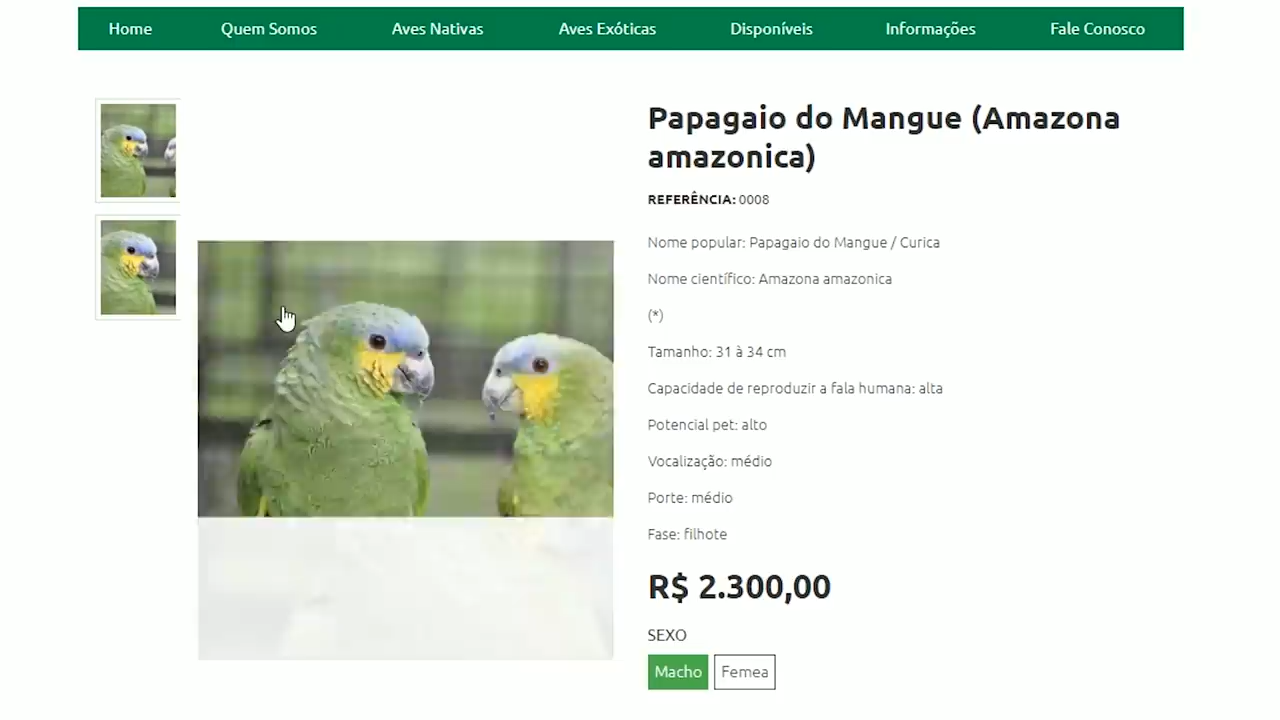 Home Quem Somos Aves Nativas Aves Exóticas Disponíveis Informações Fale Conosco
Papagaio do Mangue (Amazona
amazonica)
REFERÊNCIA: 0008
Nome popular: Papagaio do Mangue / Curica
Nome científico: Amazona amazonica
(*)
Tamanho: 31 à 34 cm
Capacidade de reproduzir a fala humana: alta
Potencial pet: alto
Vocalização: médio
Porte: médio
Fase: filhote
R$ 2.300,00
SEXO
Macho Femea